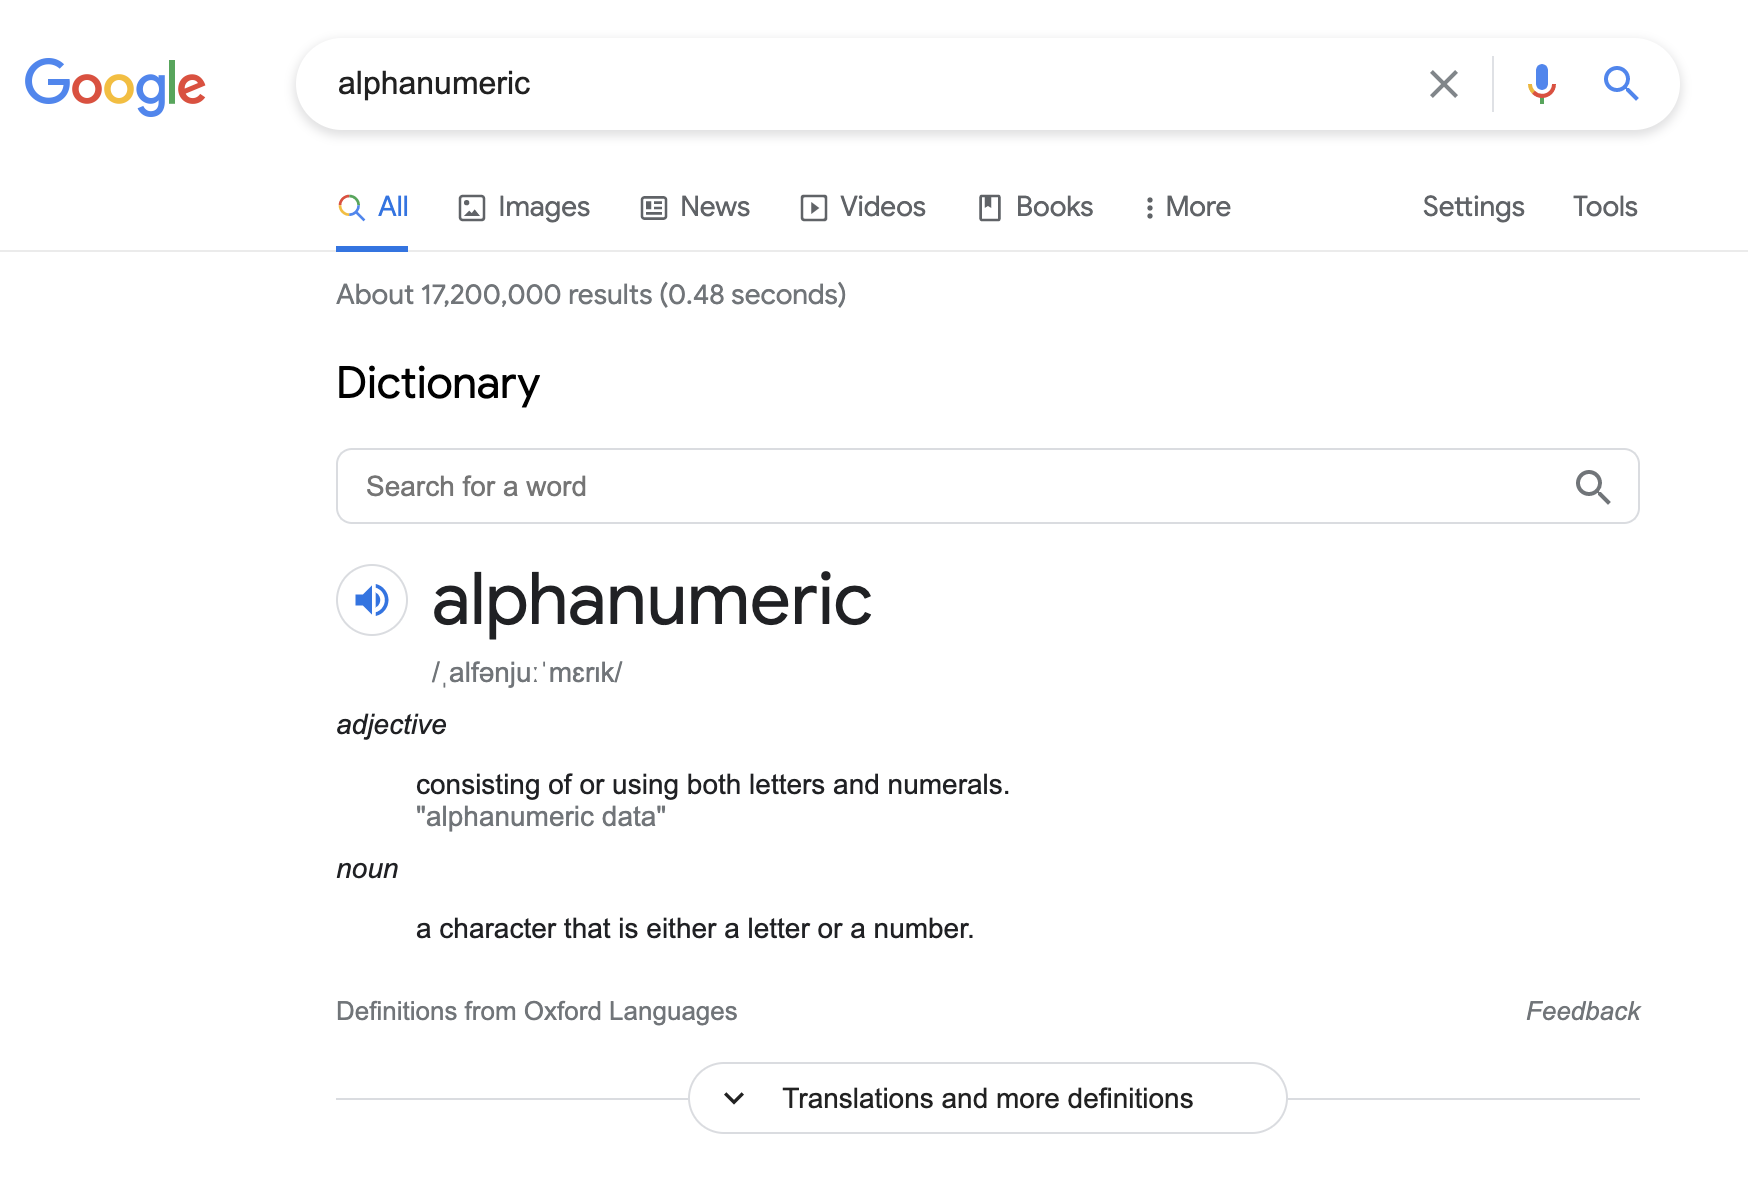 Google
alphanumeric
All Images News Videos Books More Settings Tools
About 17,200,000 results (0.48 seconds)
Dictionary
Search for a word
alphanumeric
/ˌalfənjuːˈmɛrɪk/
adjective
consisting of or using both letters and numerals.
"alphanumeric data"
noun
a character that is either a letter or a number.
Definitions from Oxford Languages Feedback
Translations and more definitions